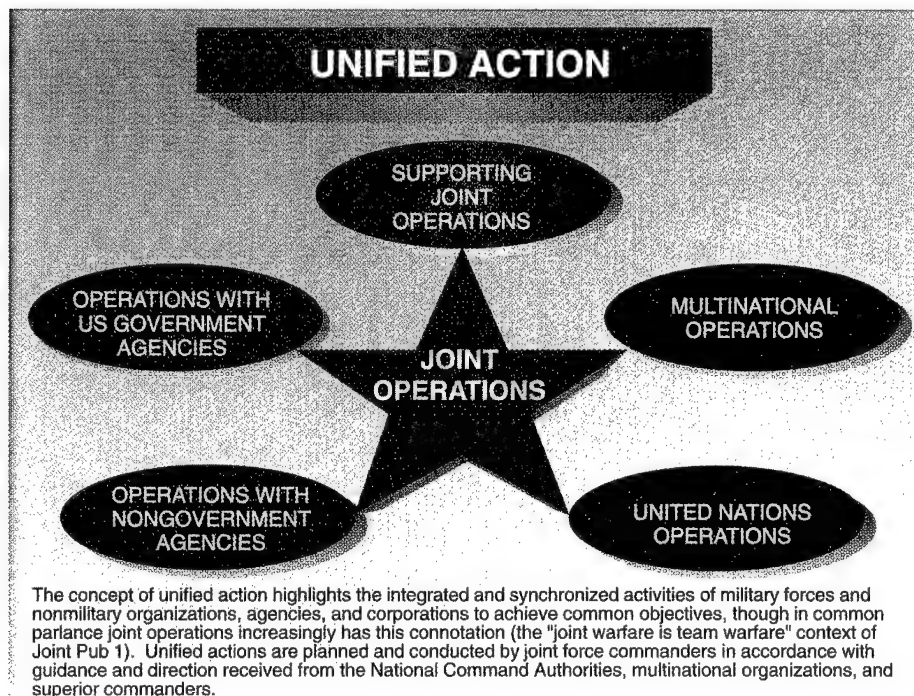 UNIFIED ACTION
SUPPORTING
JOINT
OPERATIONS
OPERATIONS WITH
US GOVERNMENT
AGENCIES
MULTINATIONAL
OPERATIONS
JOINT
OPERATIONS
OPERATIONS WITH
NONGOVERNMENT
AGENCIES
UNITED NATIONS
OPERATIONS
The concept of unified action highlights the integrated and synchronized activities of military forces and
nonmilitary organizations, agencies, and corporations to achieve common objectives, though in common
parlance joint operations increasingly has this connotation (the "joint warfare is team warfare" context of
Joint Pub 1). Unified actions are planned and conducted by joint force commanders in accordance with
guidance and direction received from the National Command Authorities, multinational organizations, and
superior commanders.